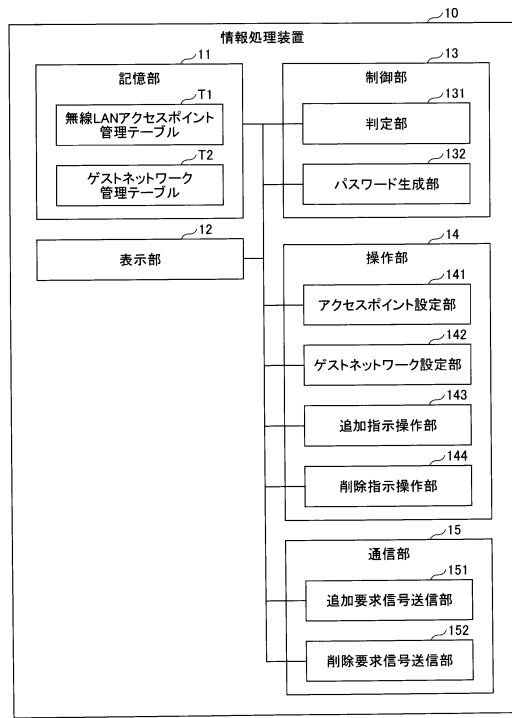 10
情報処理装置
11
記憶部
T1
無線LANアクセスポイント
管理テーブル
T2
ゲストネットワーク
管理テーブル
12
表示部
13
制御部
131
判定部
132
パスワード生成部
14
操作部
141
アクセスポイント設定部
142
ゲストネットワーク設定部
143
追加指示操作部
144
削除指示操作部
15
通信部
151
追加要求信号送信部
152
削除要求信号送信部